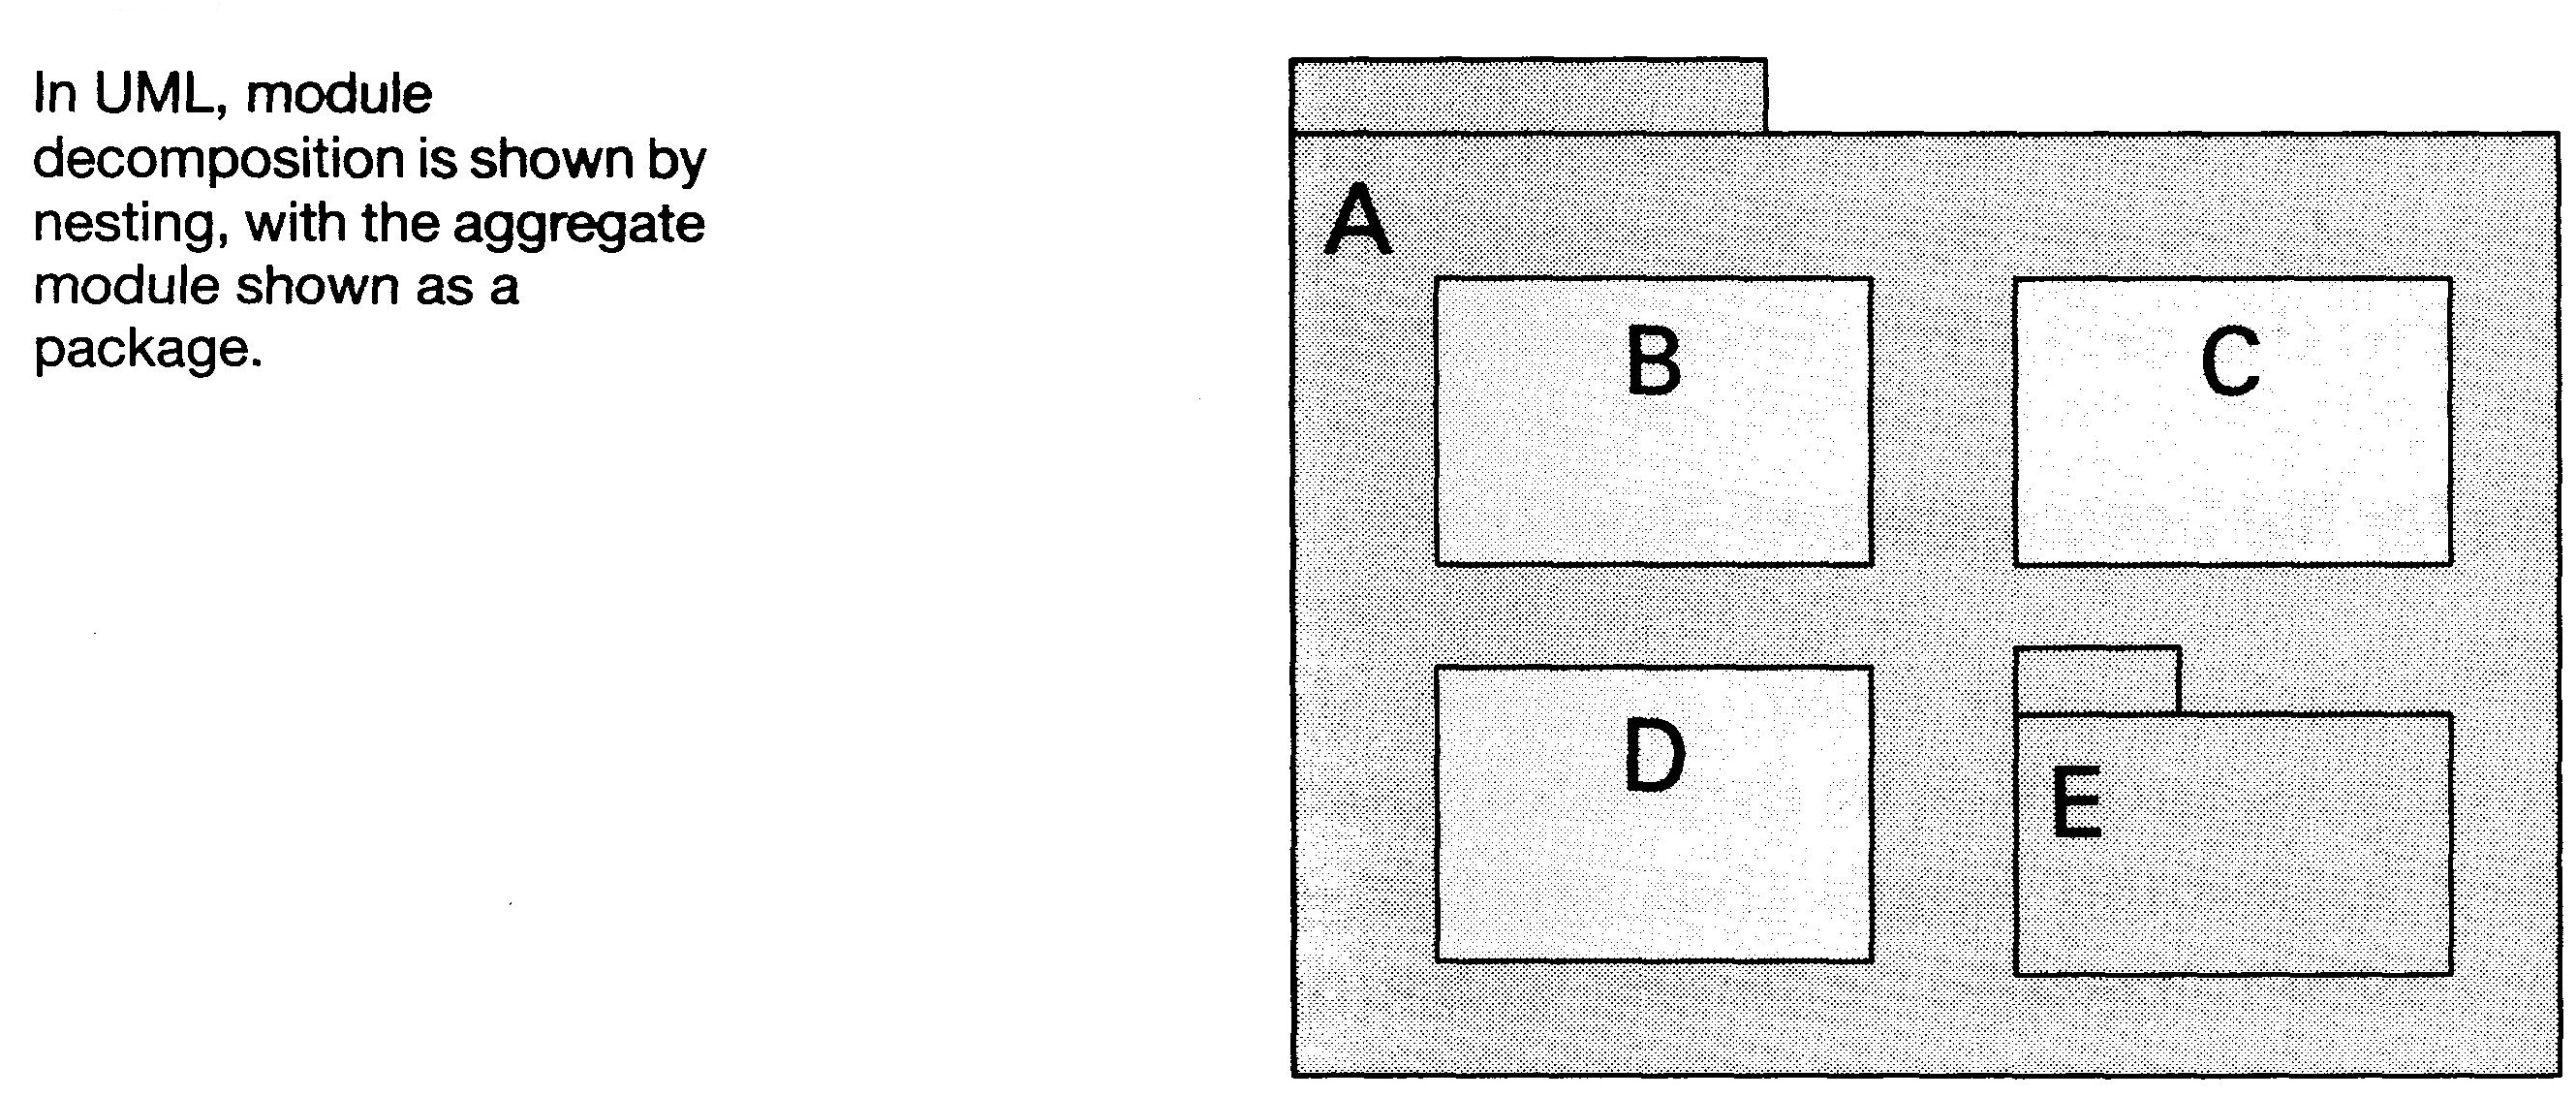 In UML, module
decomposition is shown by
nesting, with the aggregate
module shown as a
package.
A
B
C
D
E